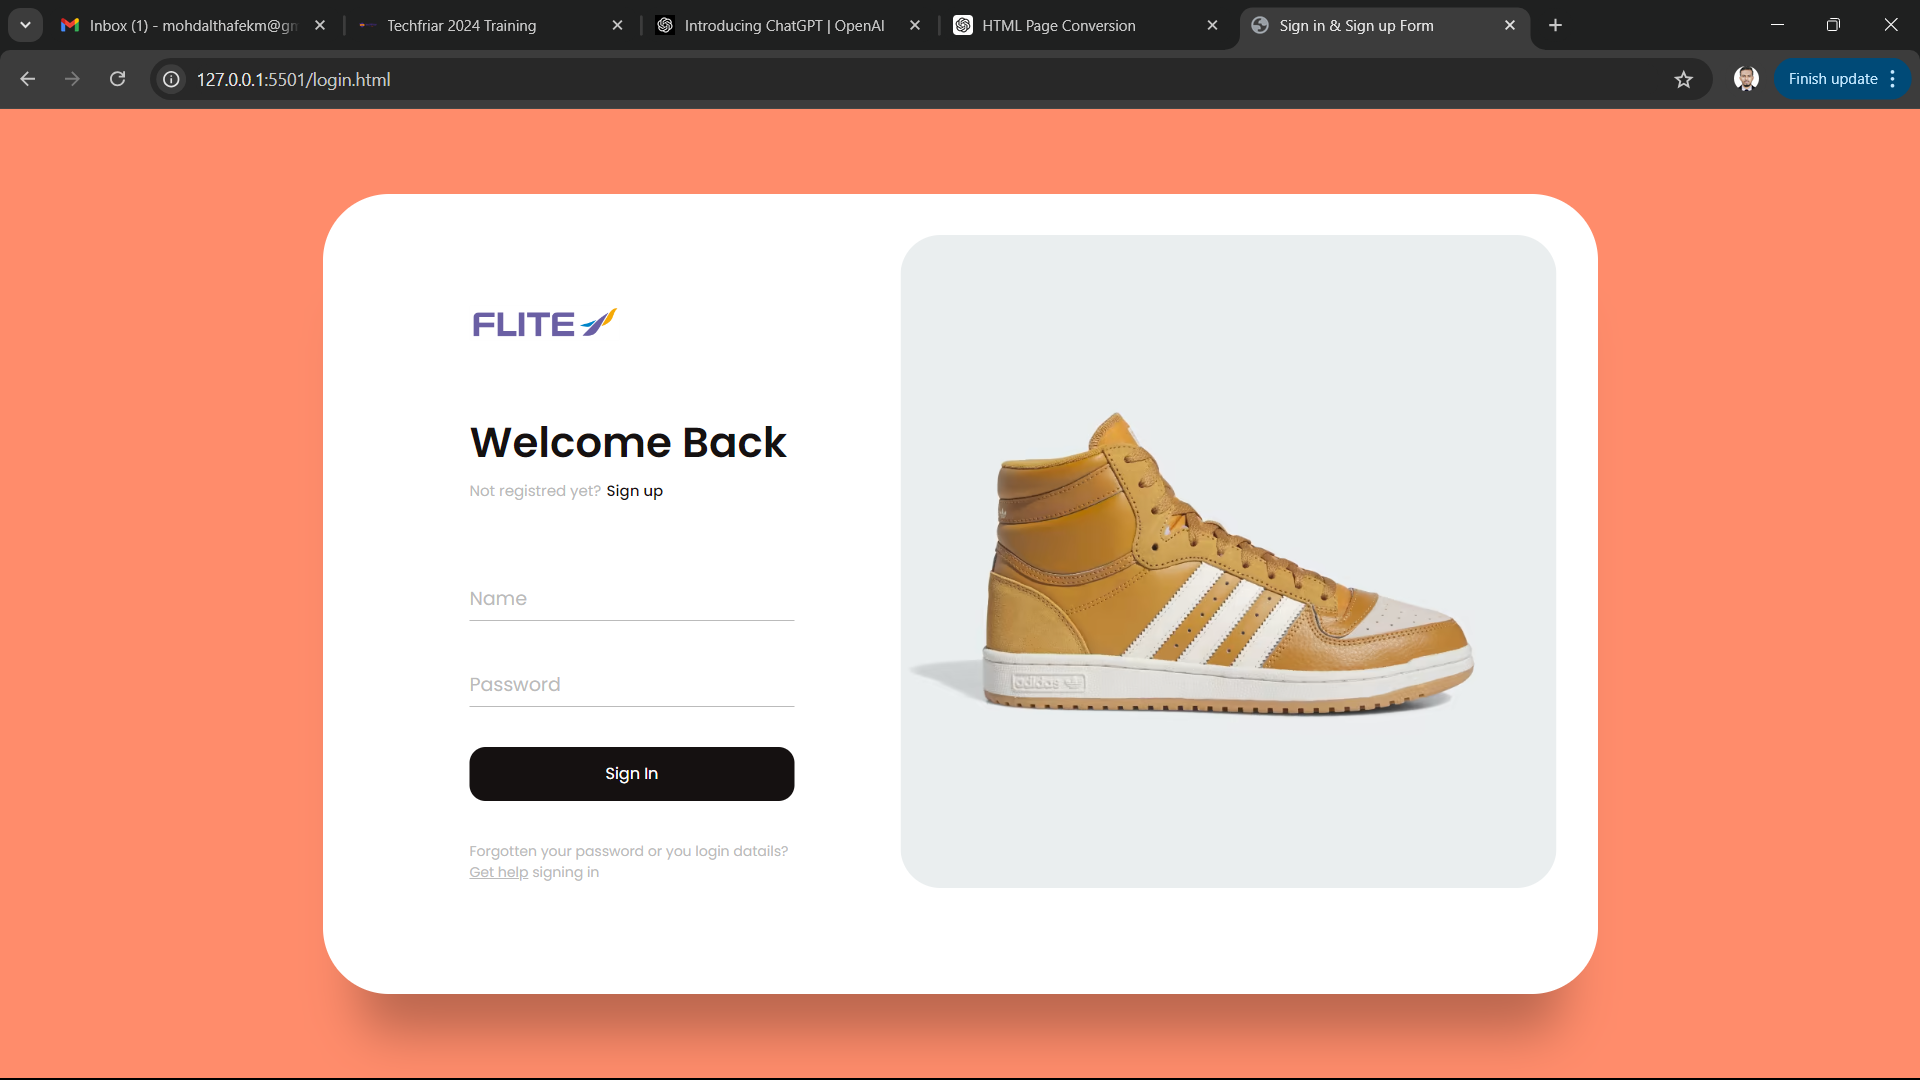 Inbox (1) - mohdalthafekm@gm
Techfriar 2024 Training
Introducing ChatGPT | OpenAI
HTML Page Conversion
Sign in & Sign up Form
127.0.0.1:5501/login.html
Finish update
FLITE
Welcome Back
Not registred yet? Sign up
Name
Password
Sign In
Forgotten your password or you login datails?
Get help signing in
adidas